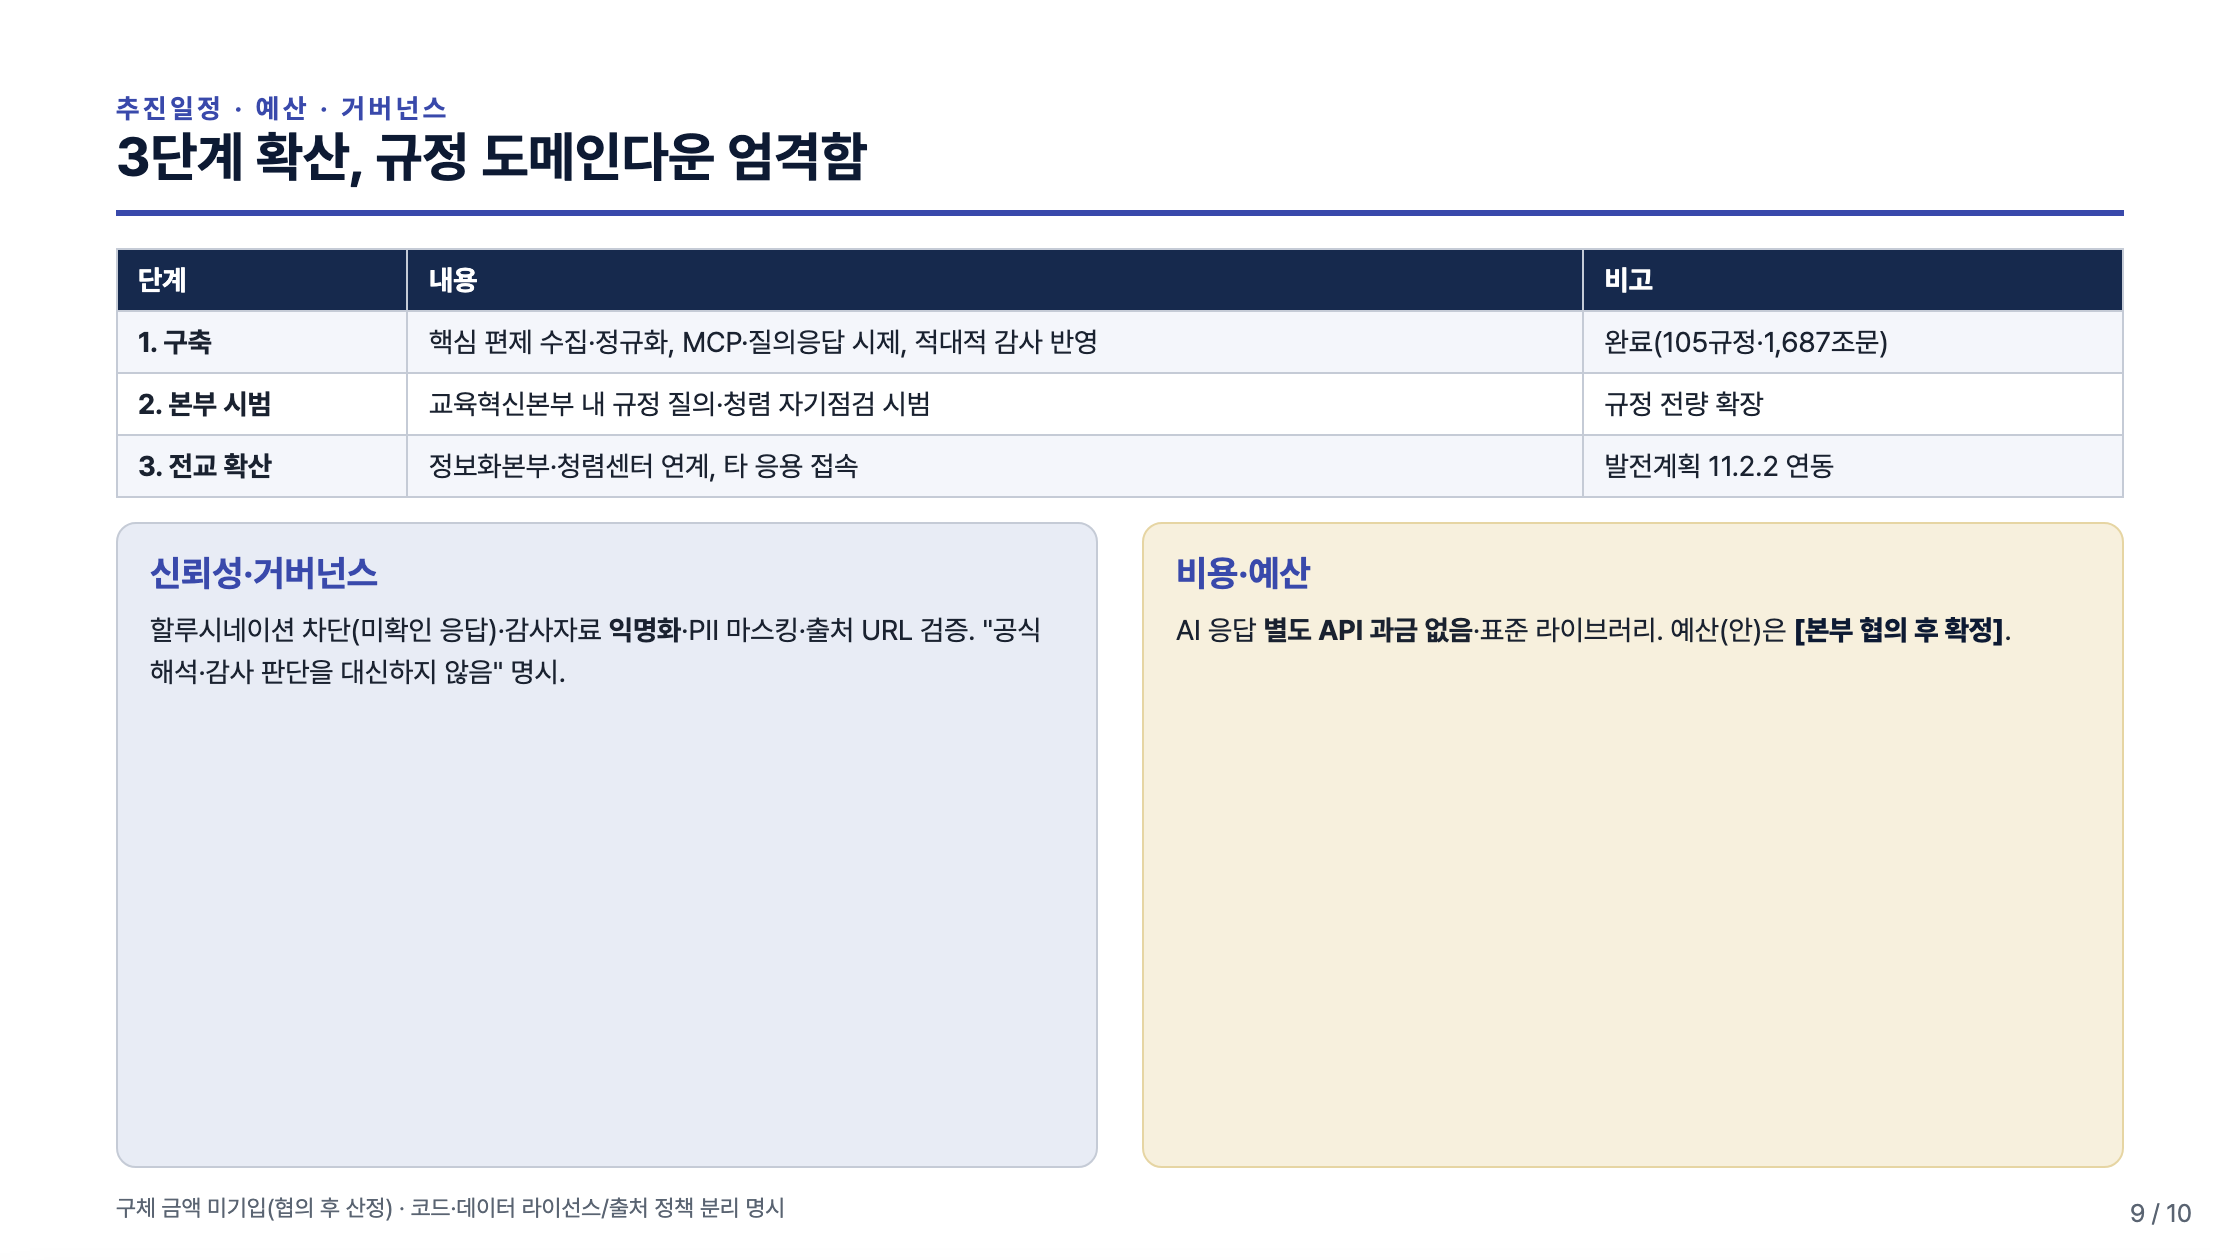 추진일정 · 예산 · 거버넌스
3단계 확산, 규정 도메인다운 엄격함
단계 내용 비고
1. 구축 핵심 편제 수집·정규화, MCP·질의응답 시제, 적대적 감사 반영 완료(105규정·1,687조문)
2. 본부 시범 교육혁신본부 내 규정 질의·청렴 자기점검 시범 규정 전량 확장
3. 전교 확산 정보화본부·청렴센터 연계, 타 응용 접속 발전계획 11.2.2 연동
신뢰성·거버넌스
할루시네이션 차단(미확인 응답)·감사자료 익명화·PII 마스킹·출처 URL 검증. "공식
해석·감사 판단을 대신하지 않음" 명시.
비용·예산
AI 응답 별도 API 과금 없음·표준 라이브러리. 예산(안)은 [본부 협의 후 확정].
구체 금액 미기입(협의 후 산정) · 코드·데이터 라이선스/출처 정책 분리 명시
9 / 10